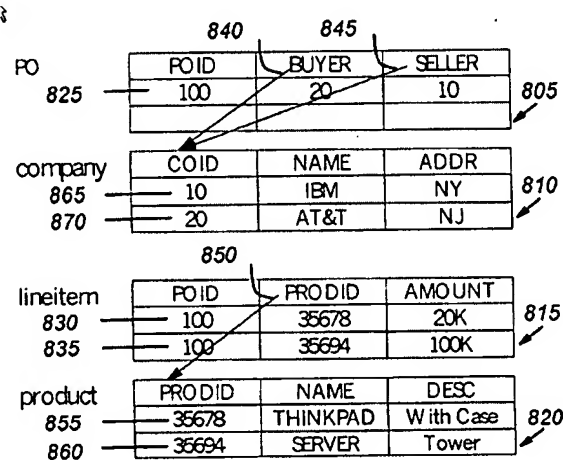 840 845
PO POID BUYER SELLER
825 100 20 10 805
company COID NAME ADDR
865 10 IBM NY 810
870 20 AT&T NJ
850
lineitem POID PRODID AMOUNT
830 100 35678 20K 815
835 100 35694 100K
product PRODID NAME DESC
855 35678 THINKPAD With Case 820
860 35694 SERVER Tower